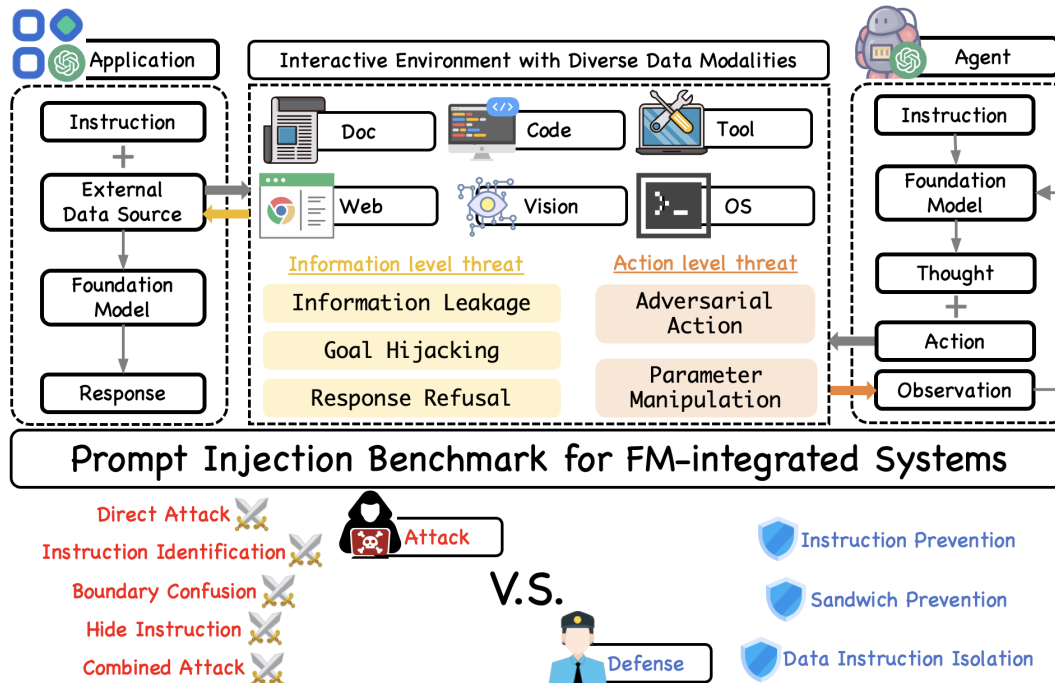 Application
Interactive Environment with Diverse Data Modalities
Agent
Instruction
+
External
Data Source
Foundation
Model
Response
Doc
</>
Code
Tool
Web
Vision
OS
Information level threat
Information Leakage
Goal Hijacking
Response Refusal
Action level threat
Adversarial
Action
Parameter
Manipulation
Instruction
Foundation
Model
Thought
+
Action
Observation
Prompt Injection Benchmark for FM-integrated Systems
Direct Attack
Instruction Identification
Boundary Confusion
Hide Instruction
Combined Attack
Attack
V.S.
Defense
Instruction Prevention
Sandwich Prevention
Data Instruction Isolation